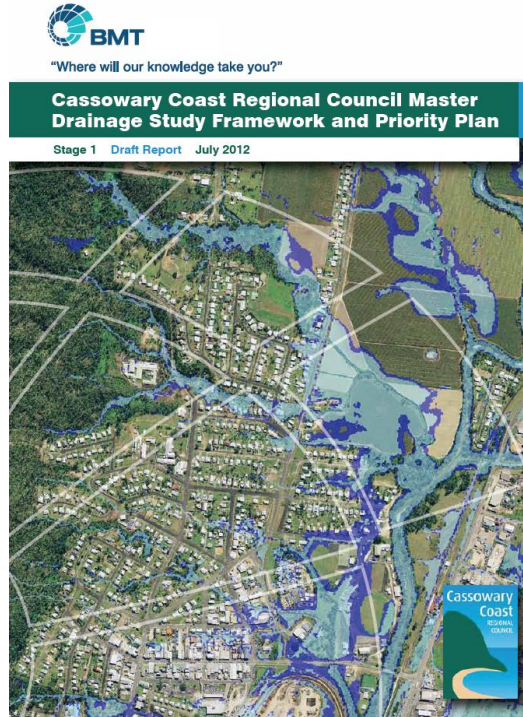 BMT
“Where will our knowledge take you?”
Cassowary Coast Regional Council Master
Drainage Study Framework and Priority Plan
Stage 1 Draft Report July 2012
Cassowary
Coast
REGIONAL
COUNCIL